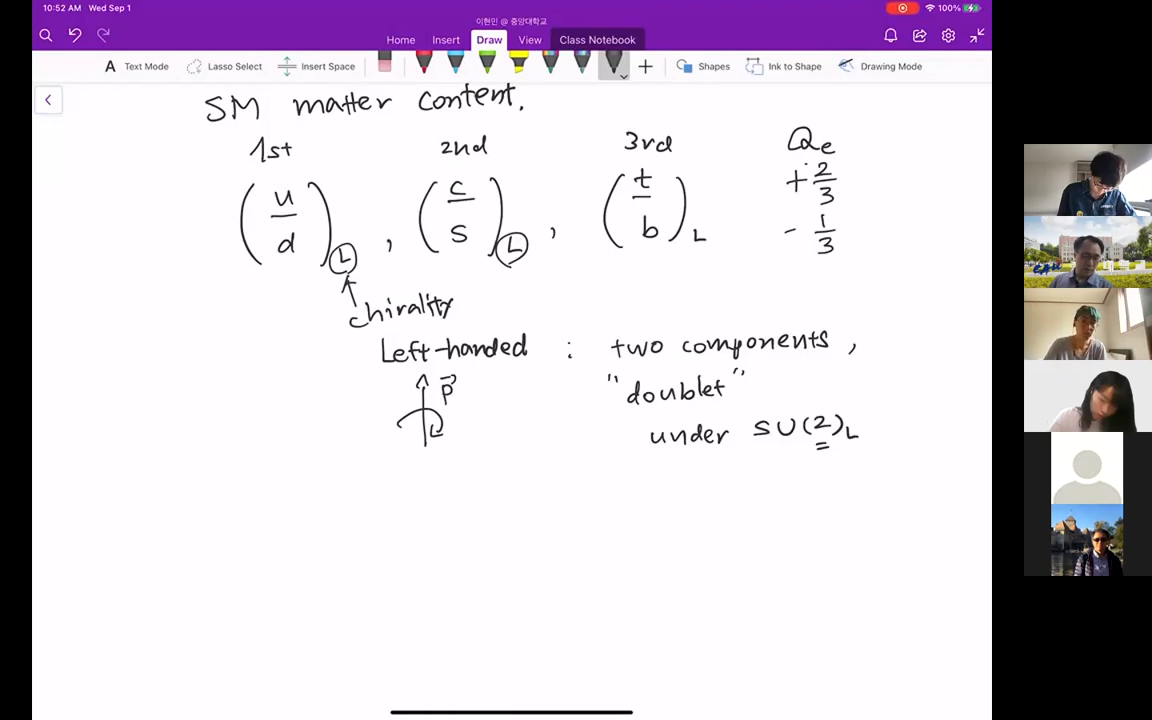 10:52 AM Wed Sep 1
100%
이현민 @ 중앙대학교
Home Insert Draw View Class Notebook
Text Mode Lasso Select Insert Space Shapes Ink to Shape Drawing Mode
SM matter content.
1st 2nd 3rd Qe
(u d)L , (c s)L , (t b)L +2/3 -1/3
chirality
Left-handed : two components,
p⃗ "doublet"
under SU(2)L